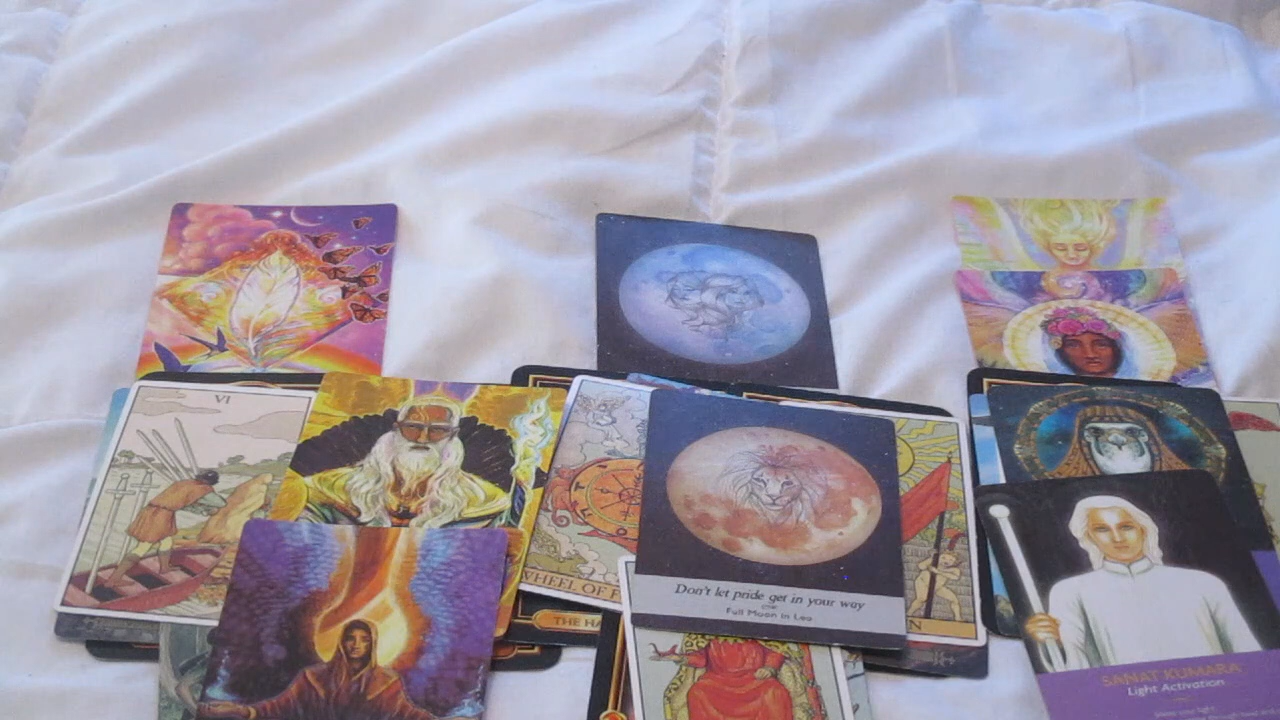 VI
WHEEL OF F
THE HA
N
Don't let pride get in your way
Full Moon in Leo
SANAT KUMARA
Light Activation